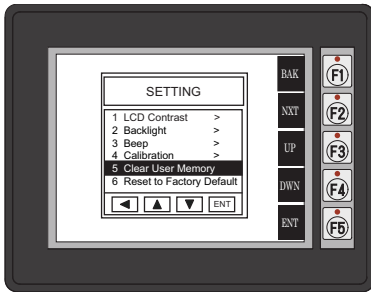 SETTING
1 LCD Contrast >
2 Backlight >
3 Beep >
4 Calibration >
5 Clear User Memory
6 Reset to Factory Default
ENT
BAK
NXT
UP
DWN
ENT
F1
F2
F3
F4
F5